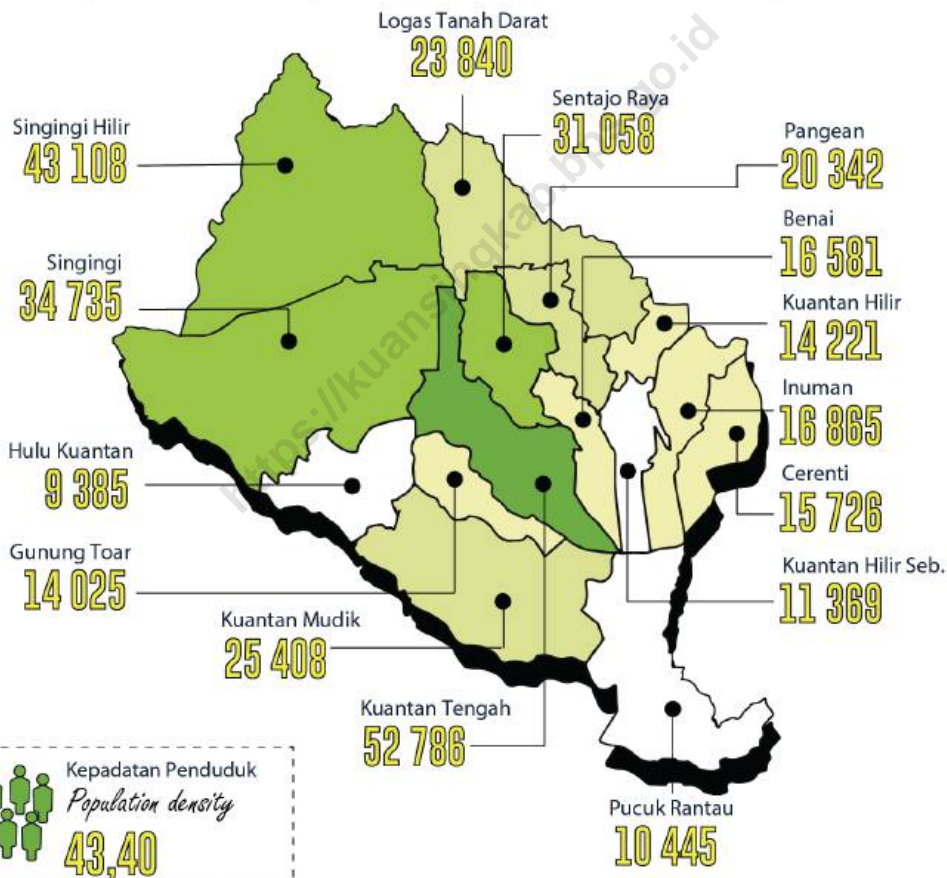 Logas Tanah Darat
23 840
Sentajo Raya
31 058
Singingi Hilir
43 108
Pangean
20 342
Benai
16 581
Singingi
34 735
Kuantan Hilir
14 221
Inuman
16 865
Hulu Kuantan
9 385
Cerenti
15 726
Gunung Toar
14 025
Kuantan Hilir Seb.
11 369
Kuantan Mudik
25 408
Kuantan Tengah
52 786
Pucuk Rantau
10 445
Kepadatan Penduduk
Population density
43,40
https://kuansingkab.bps.go.id